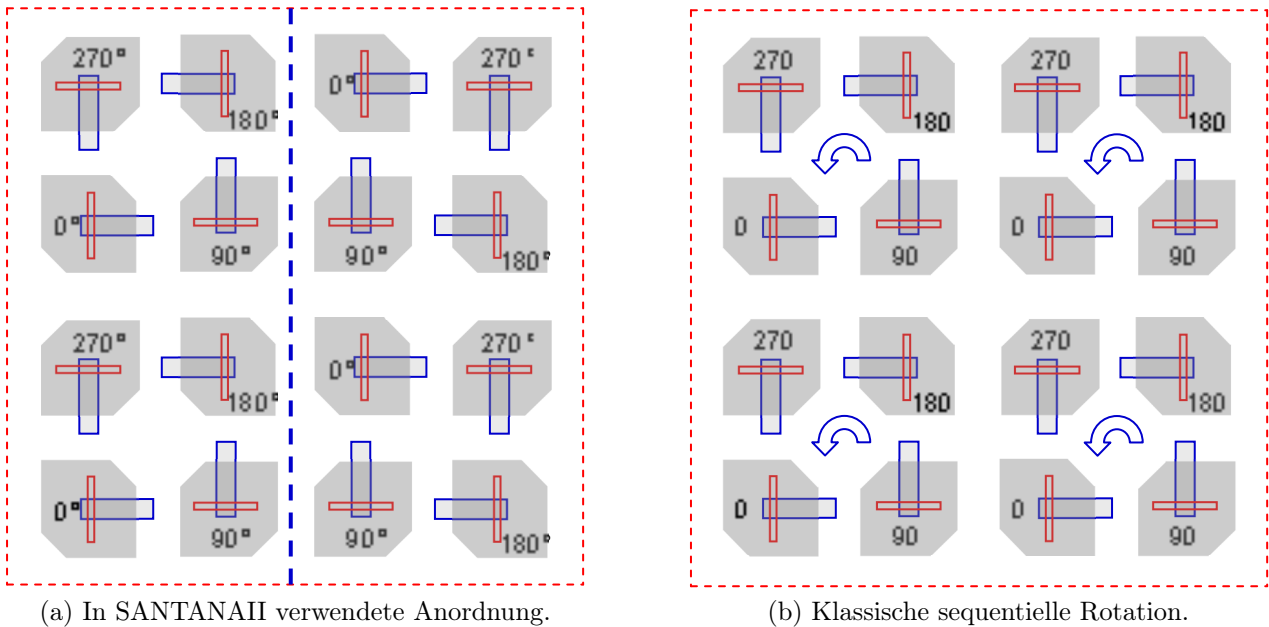 270° 180° 0° 270°
0° 90° 90° 180°
270° 180° 0° 270°
0° 90° 90° 180°
(a) In SANTANAII verwendete Anordnung.
270 180 270 180
0 90 0 90
270 180 270 180
0 90 0 90
(b) Klassische sequentielle Rotation.